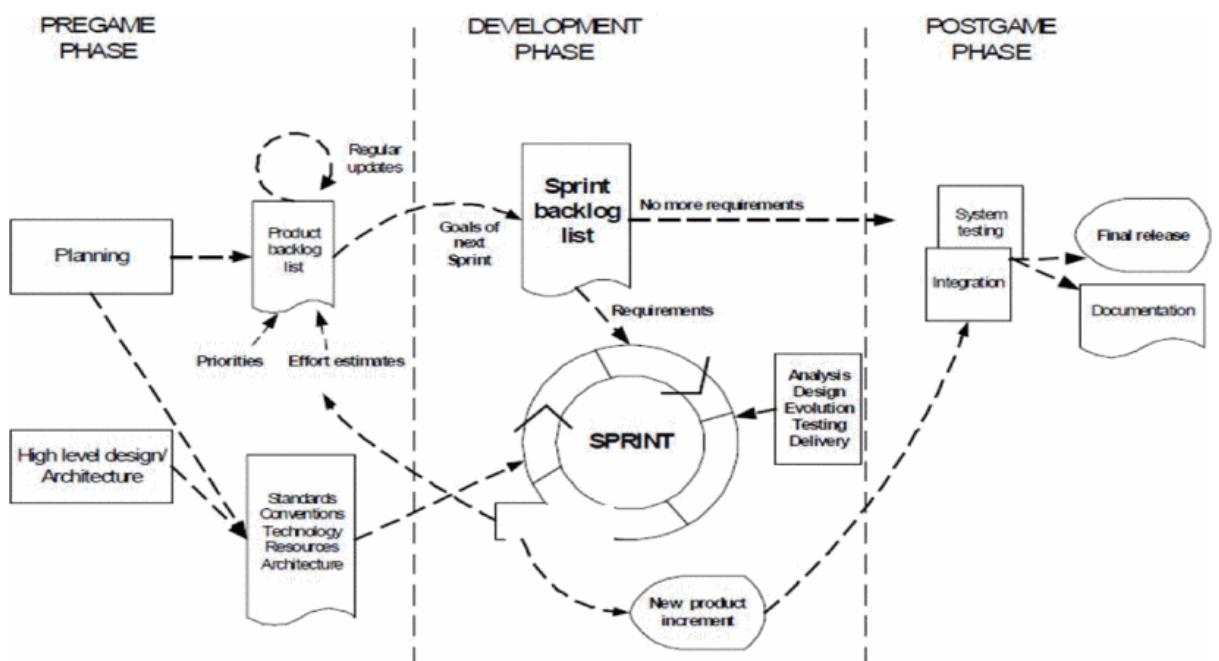 PREGAME
PHASE
DEVELOPMENT
PHASE
POSTGAME
PHASE
Regular
updates
Planning
Product
backlog
list
Goals of
next
Sprint
Sprint
backlog
list
No more requirements
System
testing
Integration
Final release
Documentation
Priorities
Effort estimates
Requirements
High level design/
Architecture
Standards
Conventions
Technology
Resources
Architecture
SPRINT
Analysis
Design
Evolution
Testing
Delivery
New product
increment